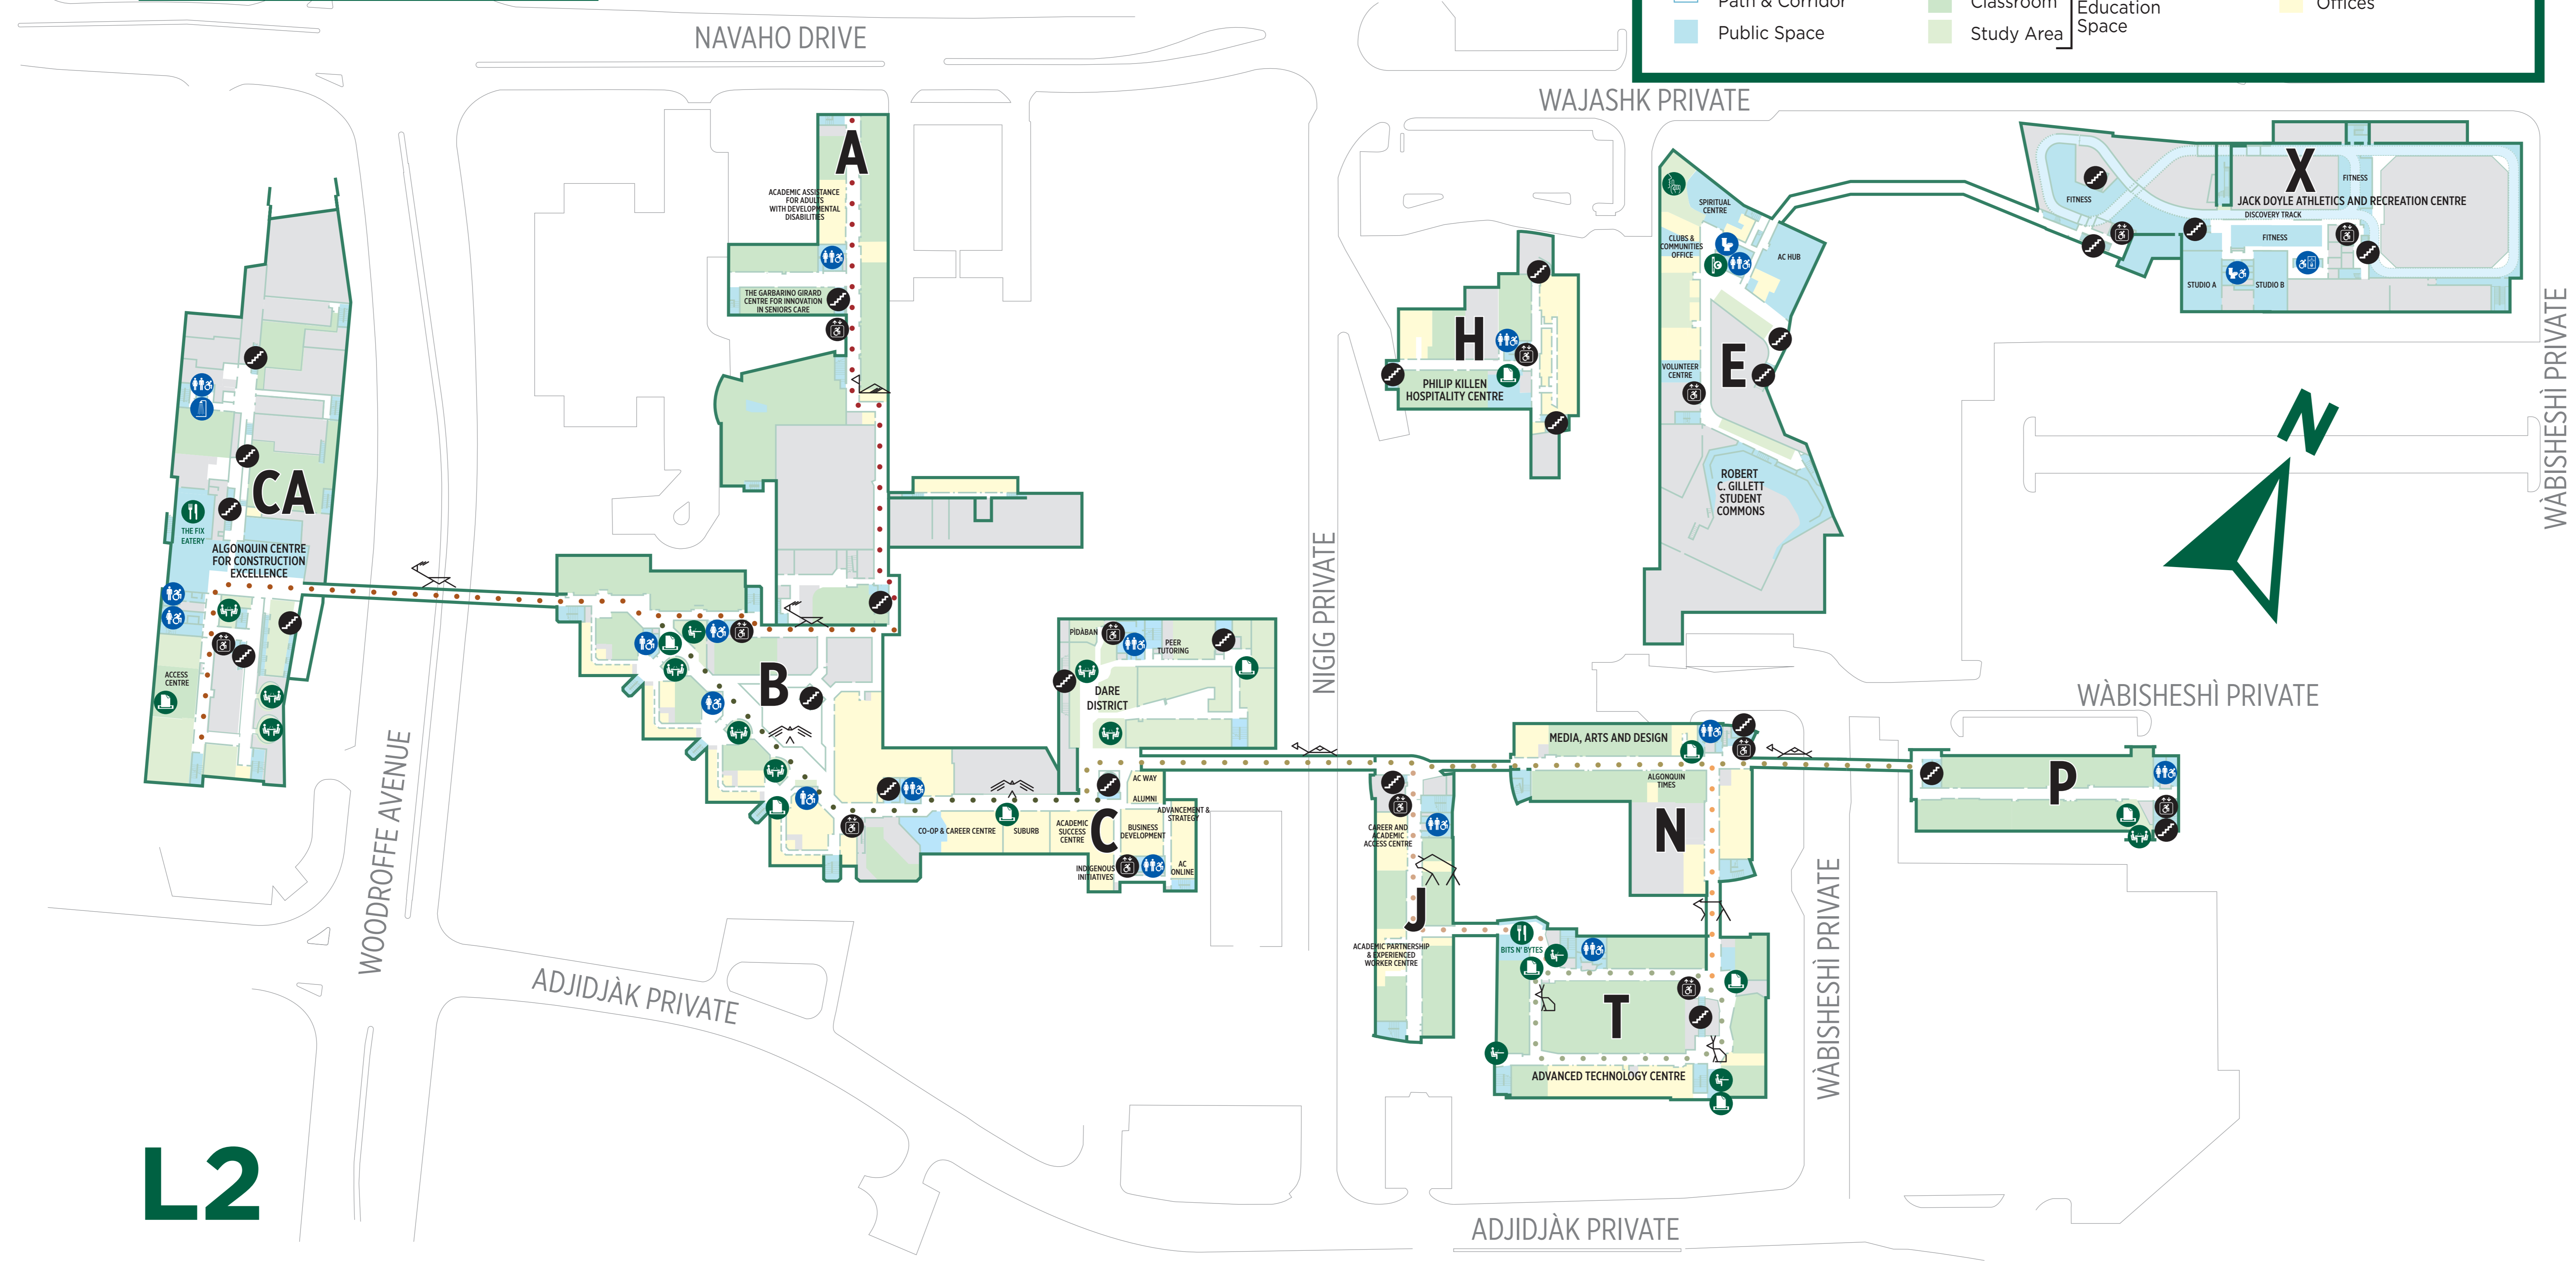 Path & Corridor
Public Space
Classroom
Study Area
Education
Space
Offices
NAVAHO DRIVE
WAJASHK PRIVATE
A
ACADEMIC ASSISTANCE
FOR ADULTS
WITH DEVELOPMENTAL
DISABILITIES
THE GARBARINO GIRARD
CENTRE FOR INNOVATION
IN SENIORS CARE
CA
THE FIX
EATERY
ALGONQUIN CENTRE
FOR CONSTRUCTION
EXCELLENCE
ACCESS
CENTRE
WOODROFFE AVENUE
B
PÌDÀBAN
PEER
TUTORING
DARE
DISTRICT
C
AC WAY
ALUMNI
ADVANCEMENT &
STRATEGY
CO-OP & CAREER CENTRE
SUBURB
ACADEMIC
SUCCESS
CENTRE
BUSINESS
DEVELOPMENT
INDIGENOUS
INITIATIVES
AC
ONLINE
NIGIG PRIVATE
H
PHILIP KILLEN
HOSPITALITY CENTRE
SPIRITUAL
CENTRE
CLUBS &
COMMUNITIES
OFFICE
AC HUB
E
VOLUNTEER
CENTRE
ROBERT
C. GILLETT
STUDENT
COMMONS
X
FITNESS
FITNESS
JACK DOYLE ATHLETICS AND RECREATION CENTRE
DISCOVERY TRACK
FITNESS
STUDIO A
STUDIO B
WÀBISHESHÌ PRIVATE
N
WÀBISHESHÌ PRIVATE
MEDIA, ARTS AND DESIGN
ALGONQUIN
TIMES
N
P
CAREER AND
ACADEMIC
ACCESS CENTRE
J
ACADEMIC PARTNERSHIP
& EXPERIENCED
WORKER CENTRE
BITS N' BYTES
T
ADVANCED TECHNOLOGY CENTRE
WÀBISHESHÌ PRIVATE
ADJIDJÀK PRIVATE
L2
ADJIDJÀK PRIVATE